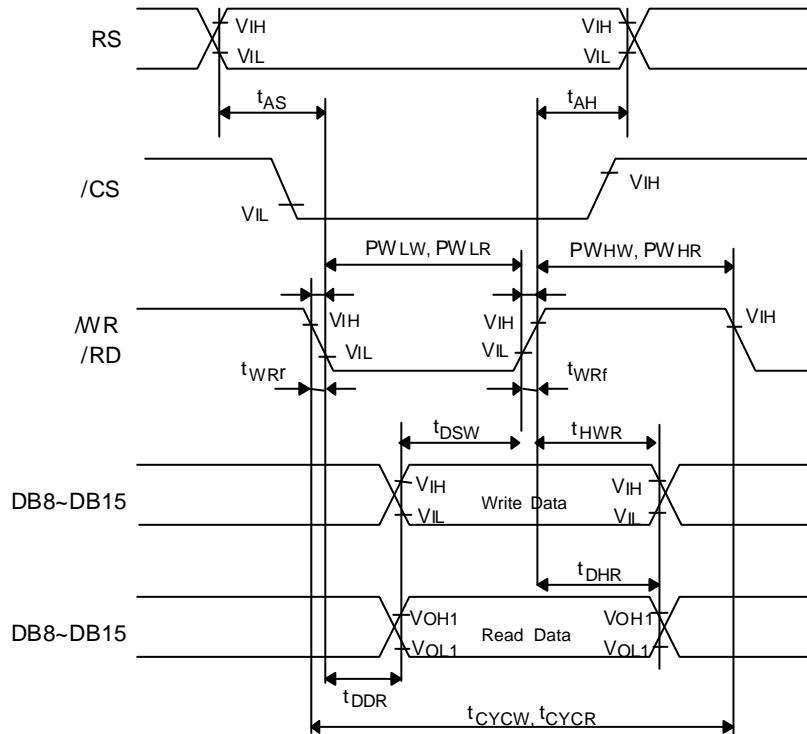 RS
VIH
VIL
VIH
VIL
tAS
tAH
/CS
VIL
VIH
PWLW, PWLR
PWHW, PWHR
/WR
/RD
VIH
VIL
VIH
VIL
VIH
tWRr
tWRf
tDSW
tHWR
DB8~DB15
VIH
VIL
Write Data
VIH
VIL
tDHR
DB8~DB15
VOH1
VOL1
Read Data
VOH1
VOL1
tDDR
tCYCW, tCYCR